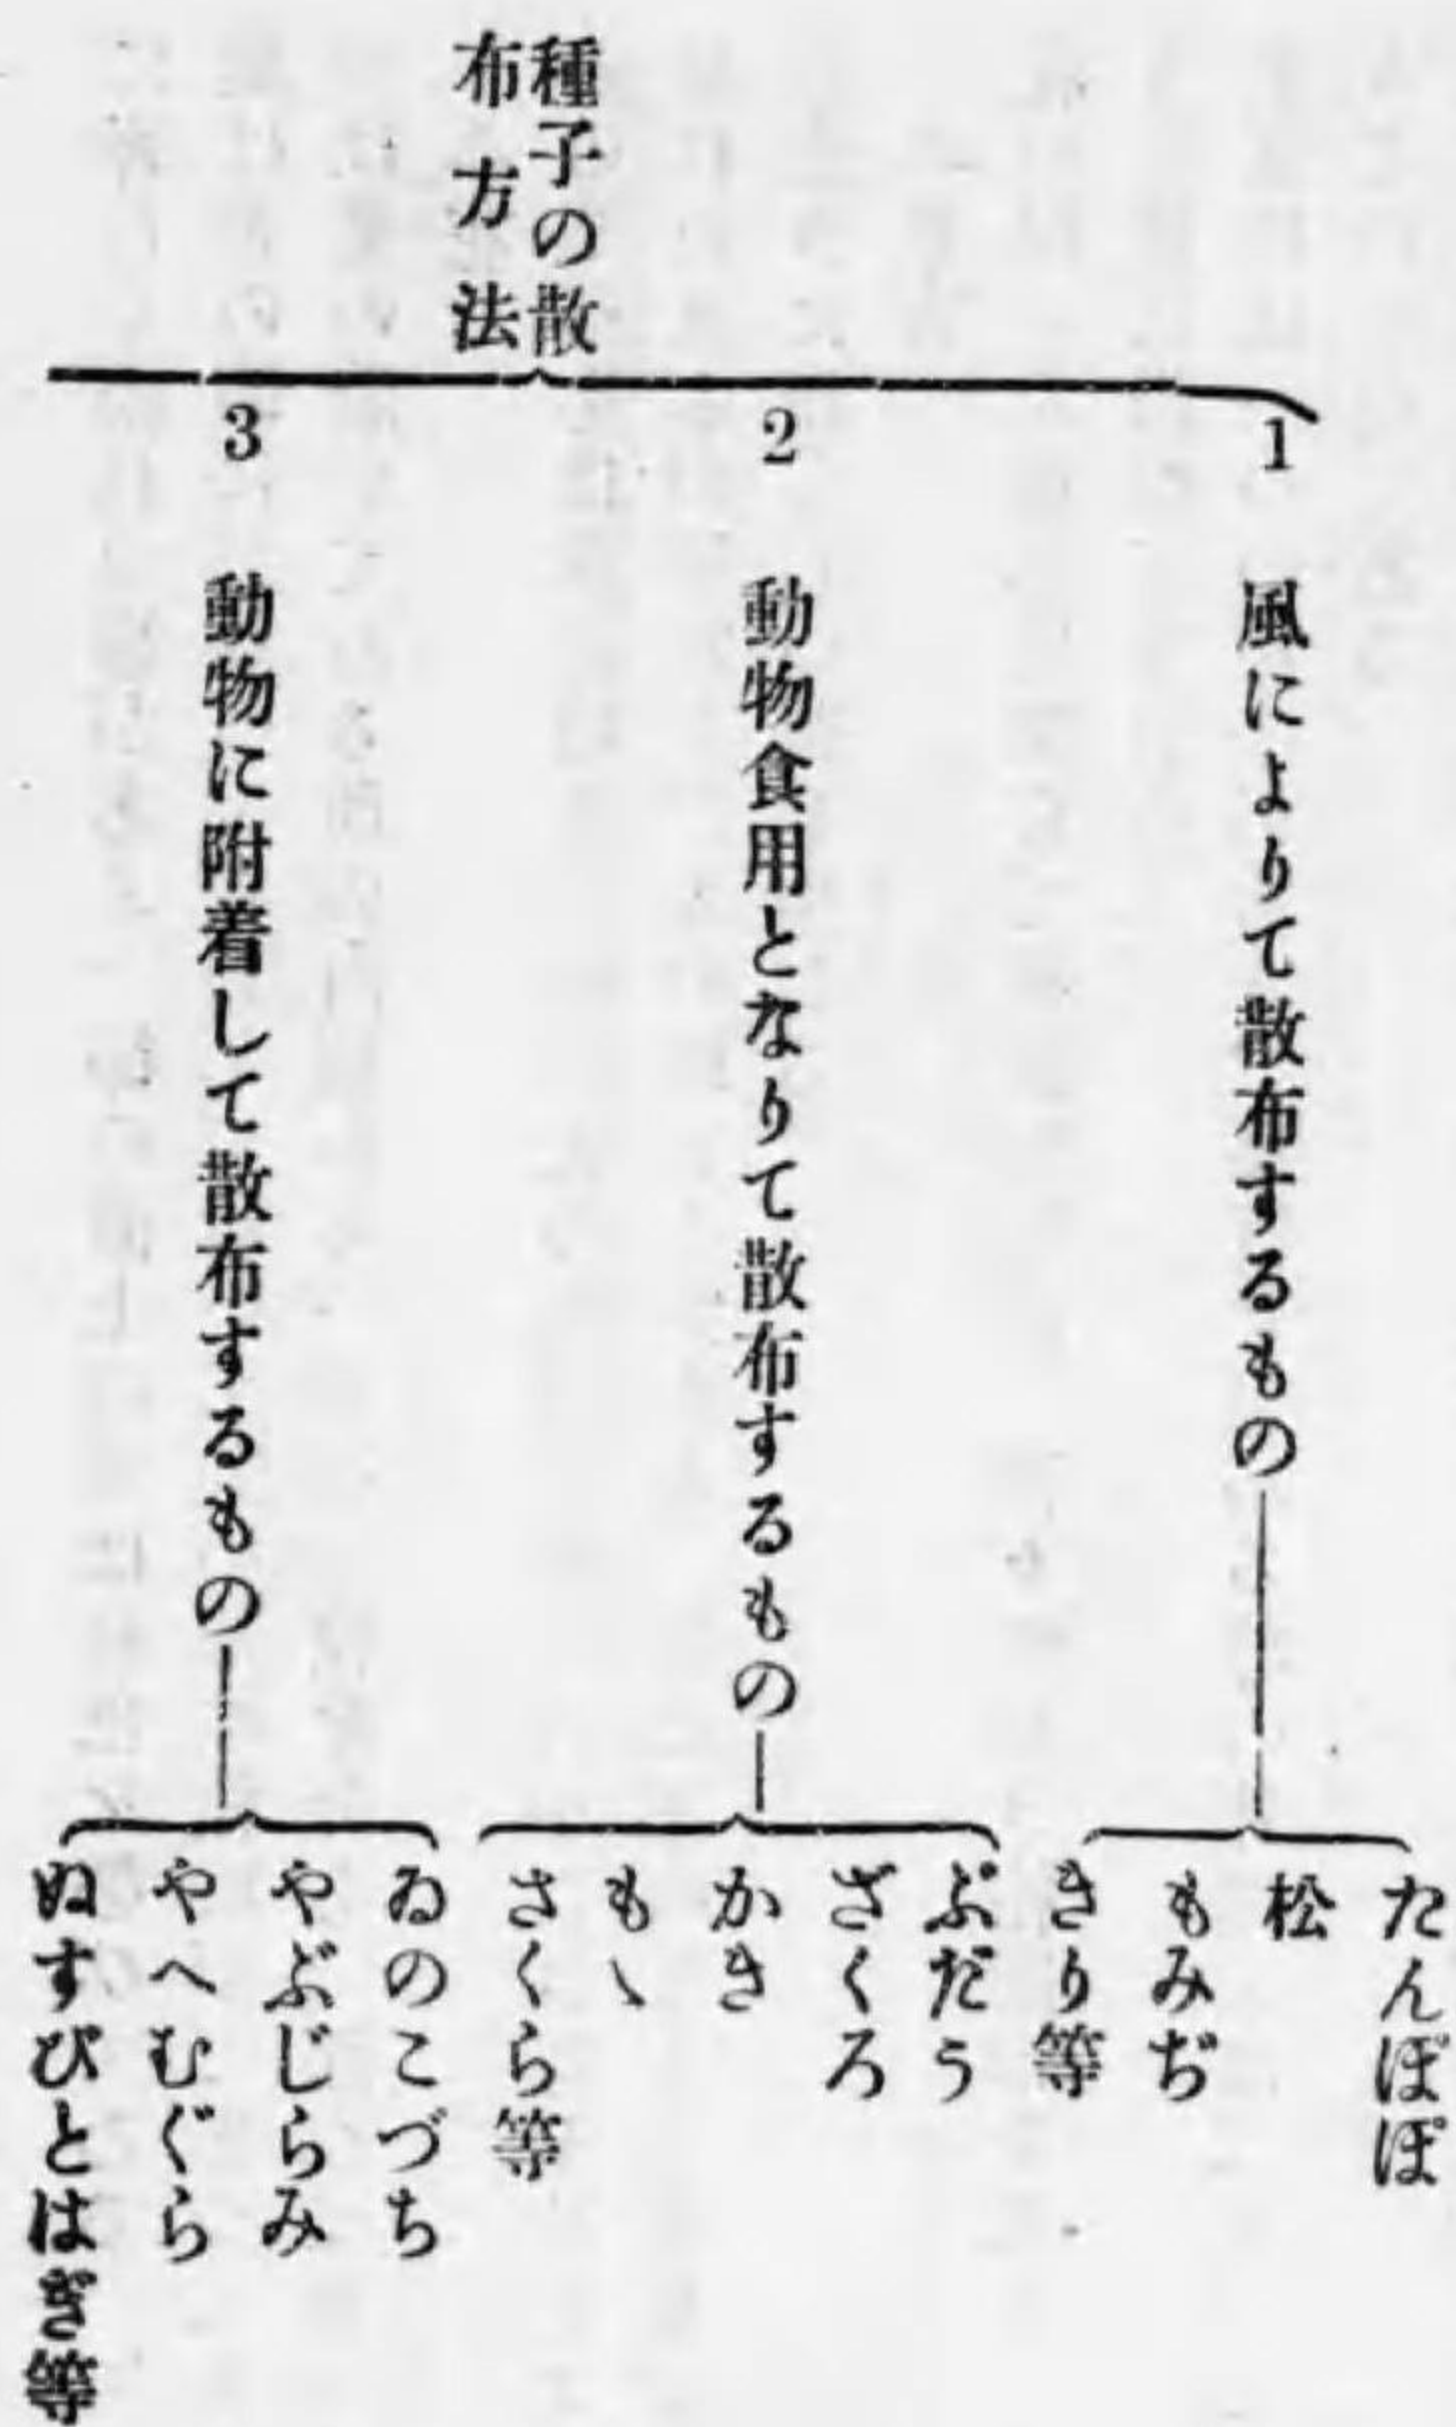 種子の散
布方法
1 風によりて散布するもの
たんぽぽ
松
もみぢ
きり等
2 動物食用となりて散布するもの
ぶだう
ざくろ
かき
もゝ
さくら等
3 動物に附着して散布するもの
ゐのこづち
やぶじらみ
やへむぐら
ぬすびとはぎ等